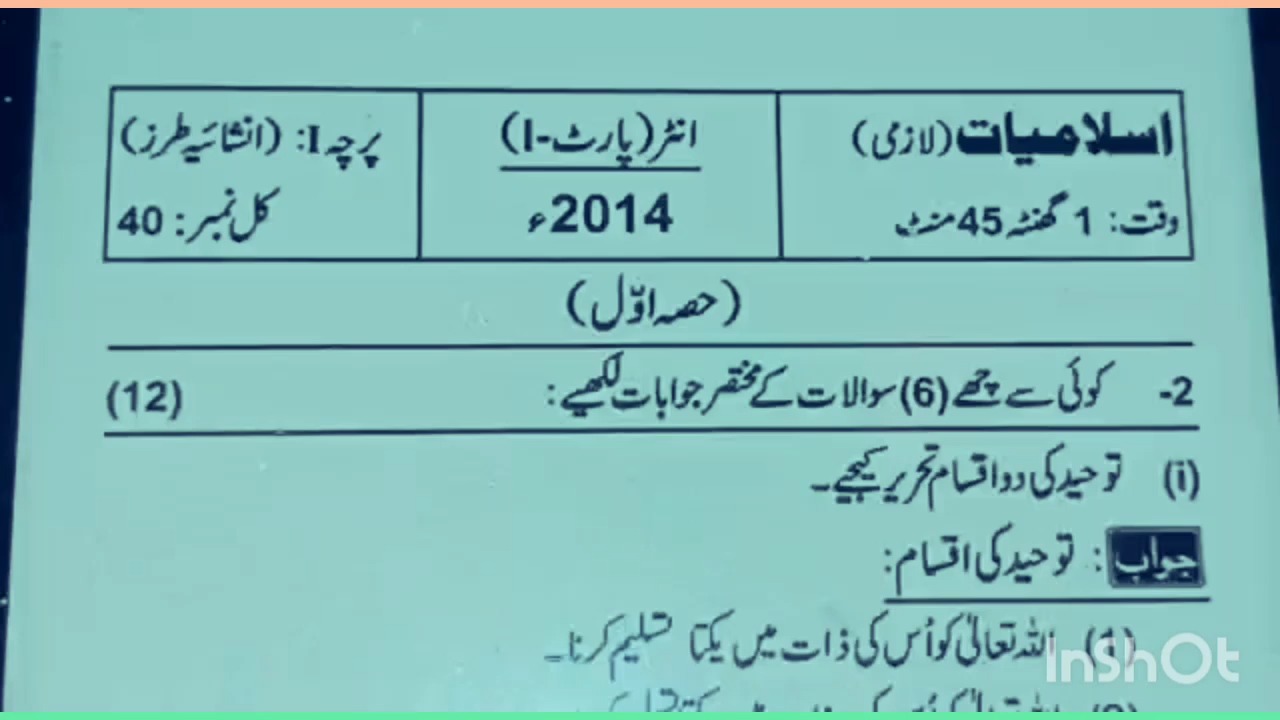 اسلامیات (لازمی)
وقت: 1 گھنٹہ 45 منٹ
انٹر (پارٹ-I)
2014ء
پرچہ I: (انشائیہ طرز)
کل نمبر: 40
(حصہ اوّل)
2- کوئی سے چھے (6) سوالات کے مختصر جوابات لکھیے: (12)
(i) توحید کی دو اقسام تحریر کیجیے۔
جواب: توحید کی اقسام:
(1) اللہ تعالیٰ کو اُس کی ذات میں یکتا تسلیم کرنا۔
InShOt